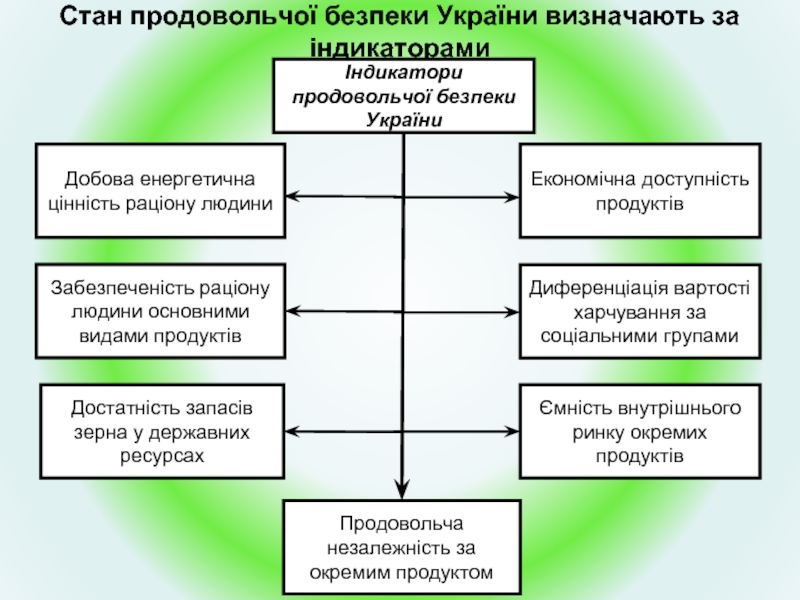 Стан продовольчої безпеки України визначають за
індикаторами
Індикатори
продовольчої безпеки
України
Добова енергетична
цінність раціону людини
Економічна доступність
продуктів
Забезпеченість раціону
людини основними
видами продуктів
Диференціація вартості
харчування за
соціальними групами
Достатність запасів
зерна у державних
ресурсах
Ємність внутрішнього
ринку окремих
продуктів
Продовольча
незалежність за
окремим продуктом